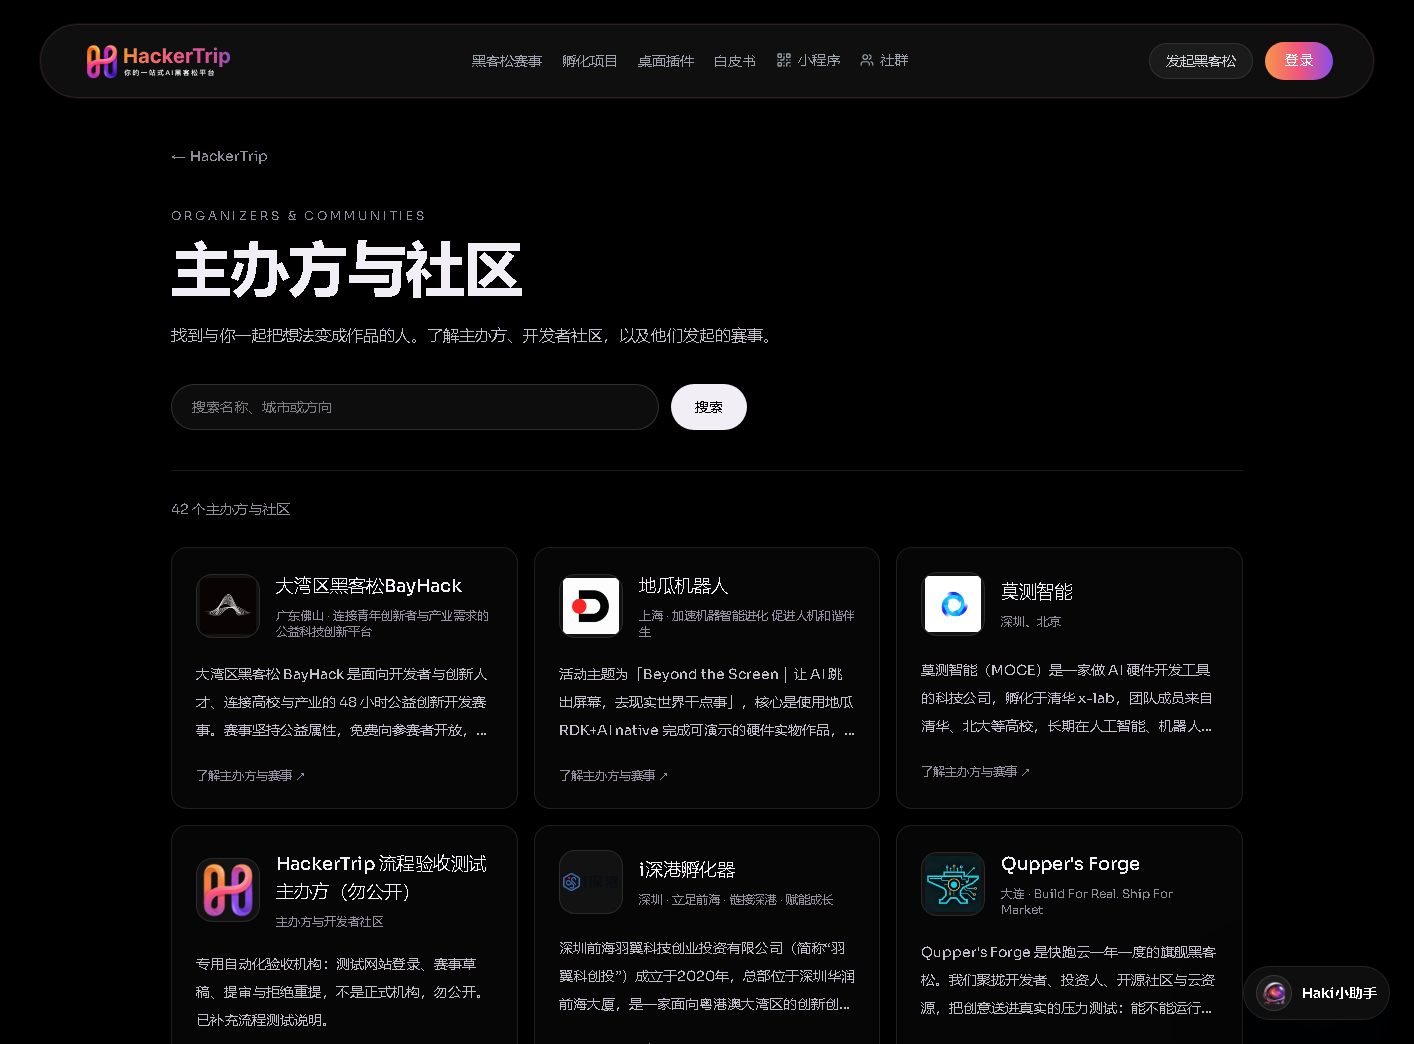 HackerTrip
你的一站式AI黑客松平台
黑客松赛事 孵化项目 桌面插件 白皮书 小程序 社群
发起黑客松 登录
← HackerTrip
ORGANIZERS & COMMUNITIES
主办方与社区
找到与你一起把想法变成作品的人。了解主办方、开发者社区，以及他们发起的赛事。
搜索名称、城市或方向 搜索
42 个主办方与社区
大湾区黑客松BayHack
广东佛山 · 连接青年创新者与产业需求的
公益科技创新平台
大湾区黑客松 BayHack 是面向开发者与创新人
才、连接高校与产业的 48 小时公益创新开发赛
事。赛事坚持公益属性，免费向参赛者开放，...
了解主办方与赛事 ↗
地瓜机器人
上海 · 加速机器智能进化 促进人机和谐伴
生
活动主题为「Beyond the Screen｜让 AI 跳
出屏幕，去现实世界干点事」，核心是使用地瓜
RDK+AI native 完成可演示的硬件实物作品，...
了解主办方与赛事 ↗
莫测智能
深圳、北京
莫测智能（MOCE）是一家做 AI 硬件开发工具
的科技公司，孵化于清华 x-lab，团队成员来自
清华、北大等高校，长期在人工智能、机器人...
了解主办方与赛事 ↗
HackerTrip 流程验收测试
主办方（勿公开）
主办方与开发者社区
专用自动化验收机构：测试网站登录、赛事草
稿、提审与拒绝重提，不是正式机构，勿公开。
已补充流程测试说明。
i深港孵化器
深圳 · 立足前海 · 链接深港 · 赋能成长
深圳前海羽翼科技创业投资有限公司（简称“羽
翼科创投”）成立于2020年，总部位于深圳华润
前海大厦，是一家面向粤港澳大湾区的创新创...
Qupper's Forge
大连 · Build For Real. Ship For
Market
Qupper's Forge 是快跑云一年一度的旗舰黑客
松。我们聚拢开发者、投资人、开源社区与云资
源，把创意送进真实的压力测试：能不能运行...
Haki小助手